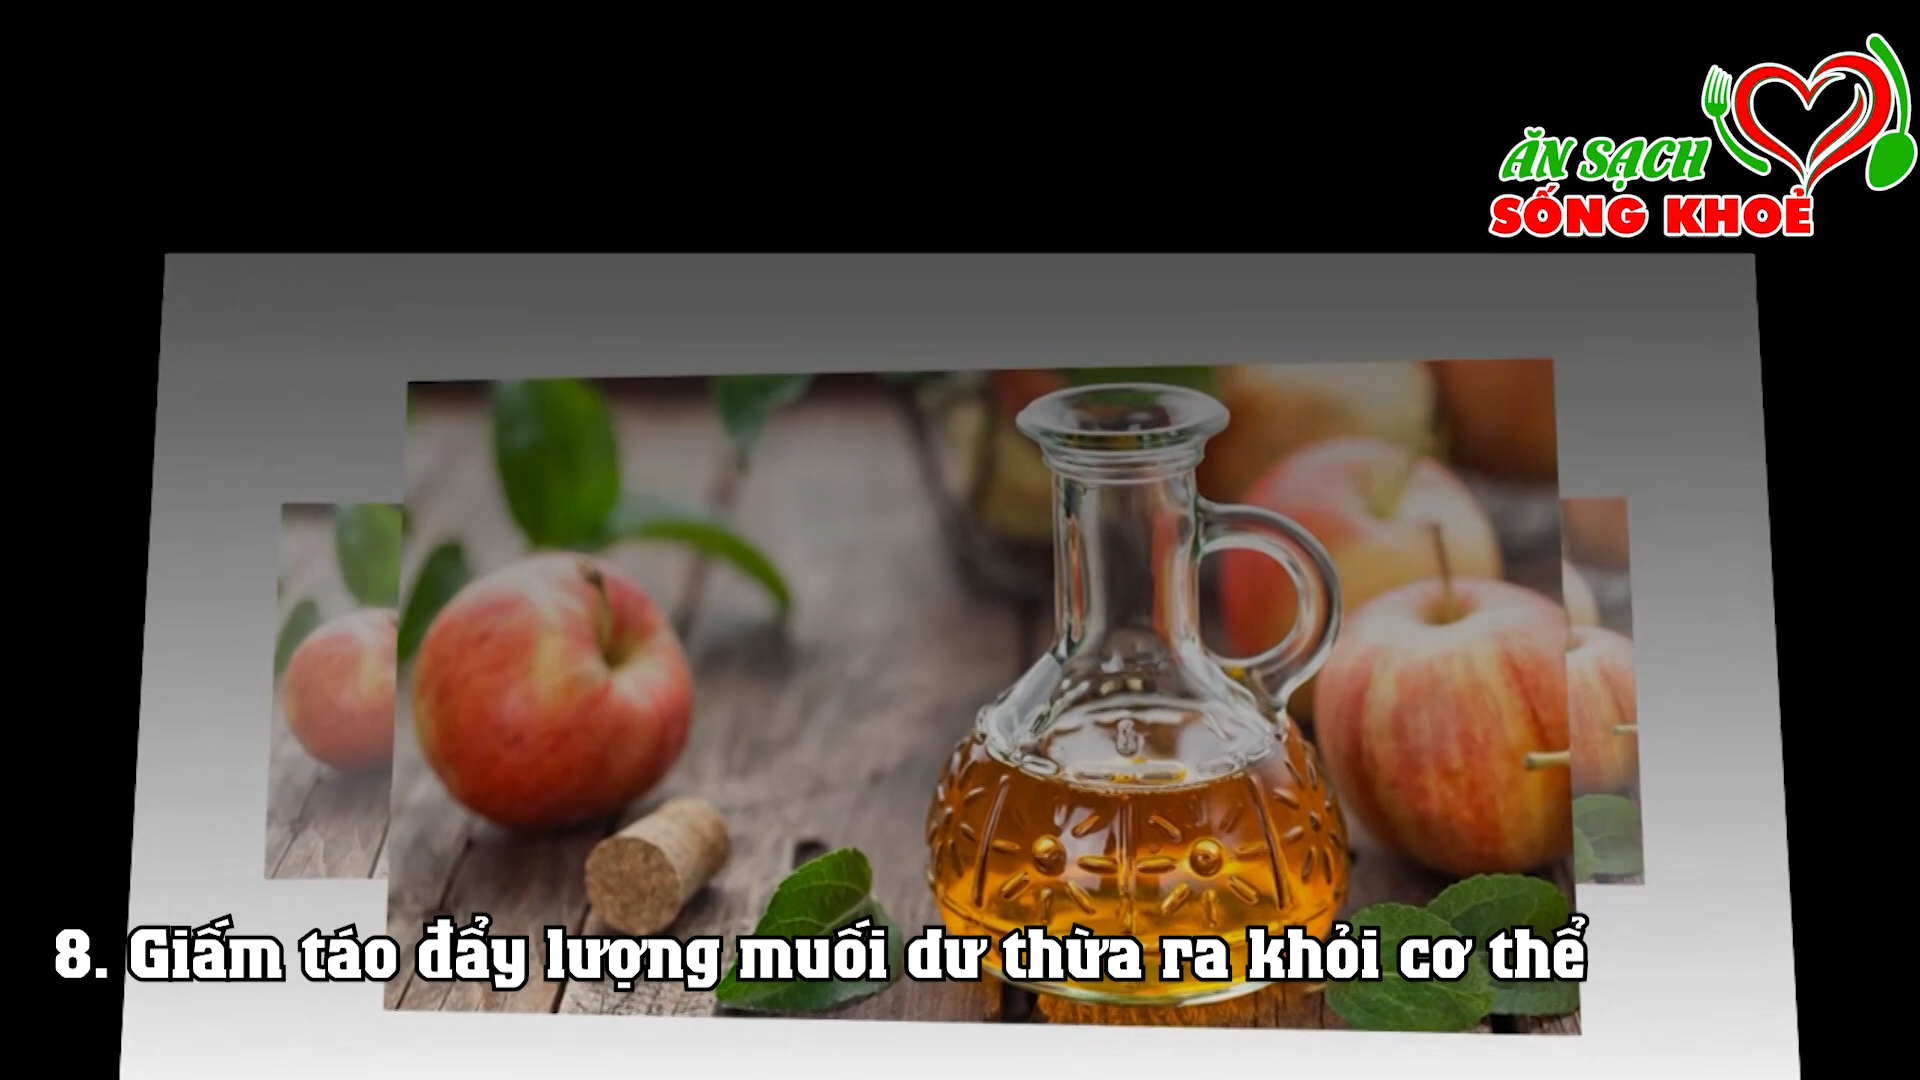 ĂN SẠCH
SỐNG KHOẺ
8. Giấm táo đẩy lượng muối dư thừa ra khỏi cơ thể